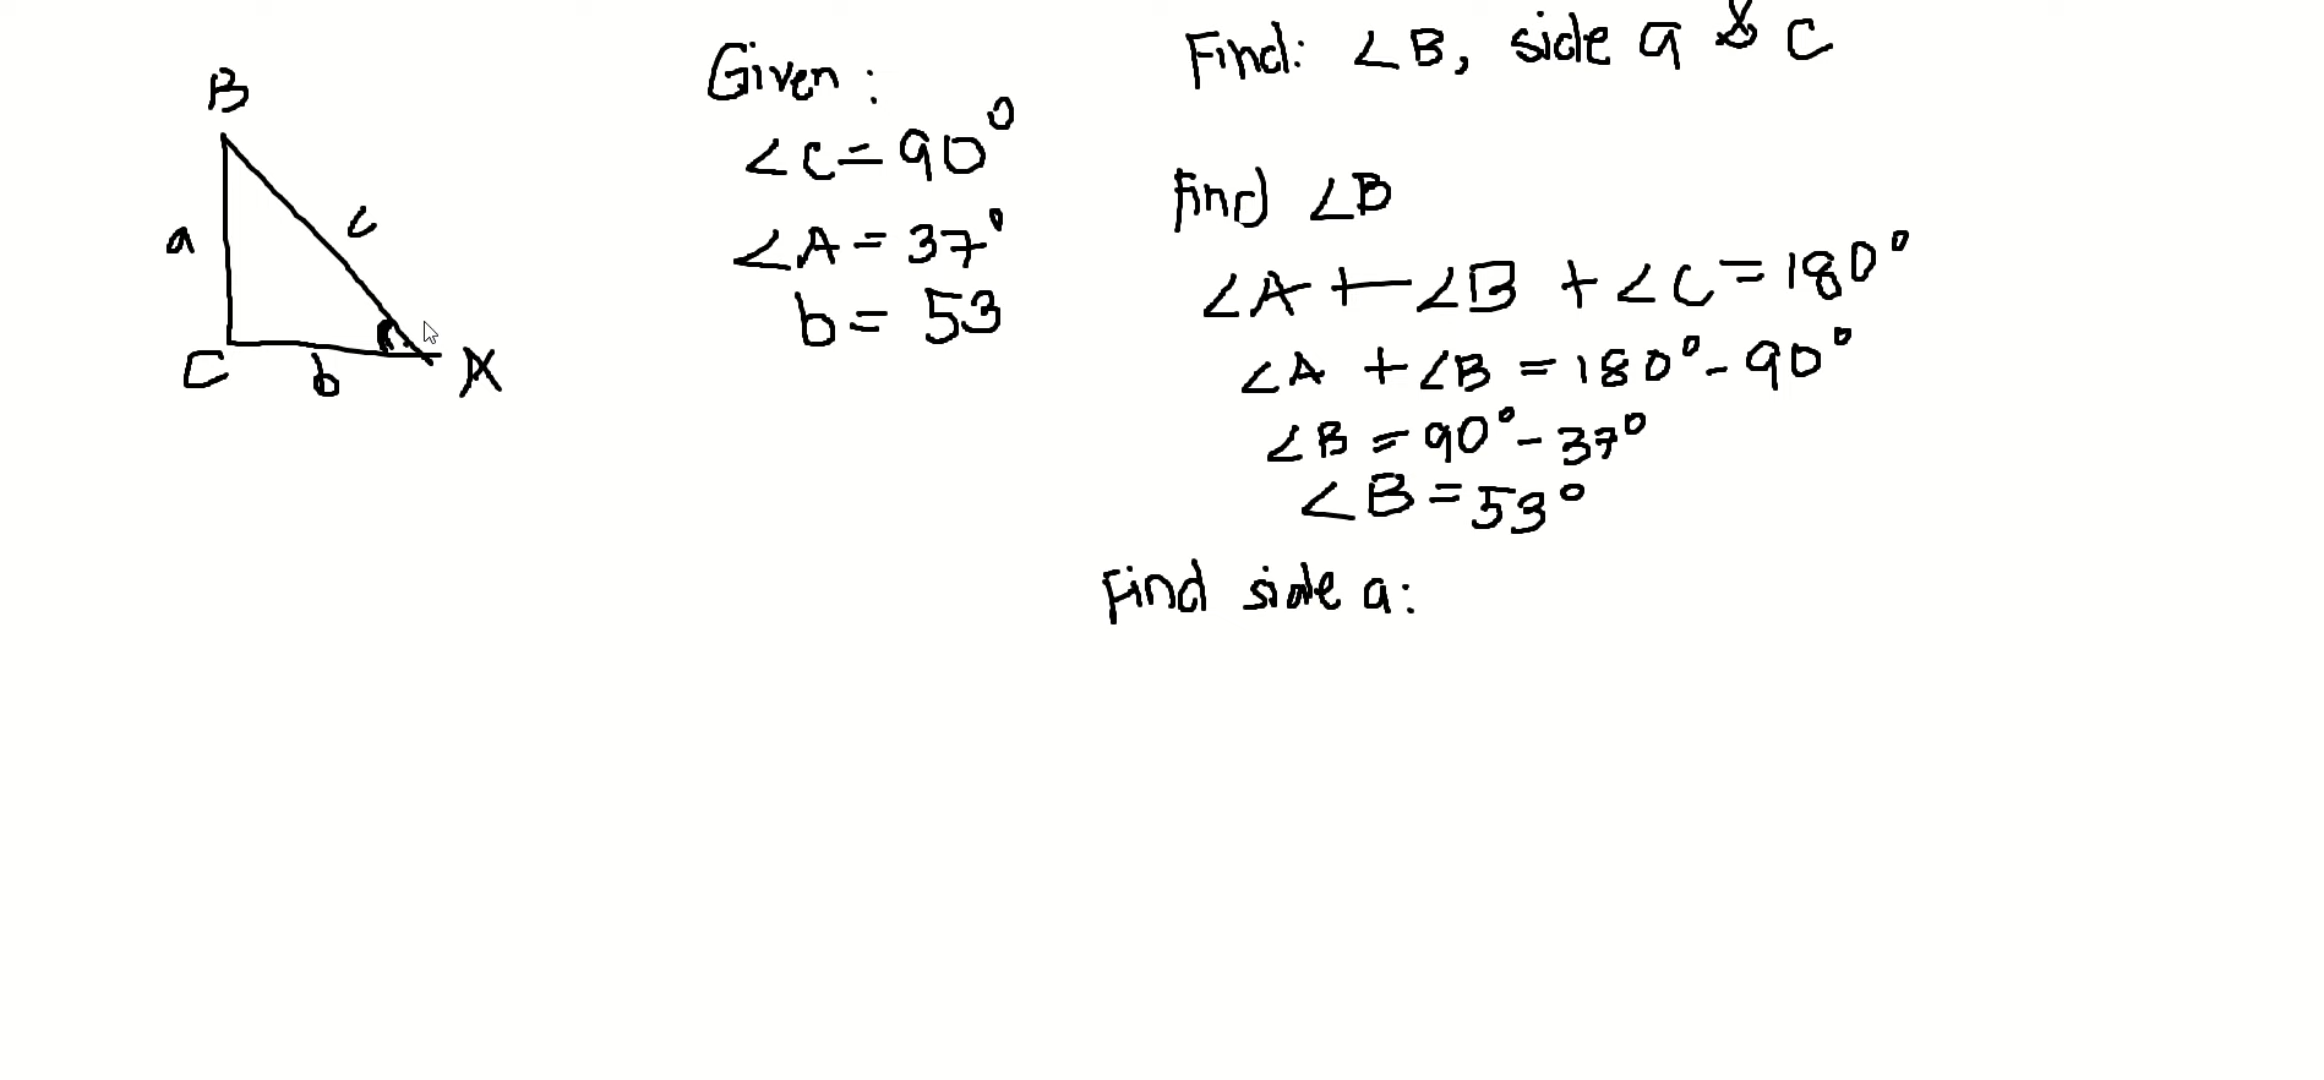 B
a
c
C
b
A
Given:
∠C = 90°
∠A = 37°
b = 53
Find: ∠B, side a & c
Find ∠B
∠A + ∠B + ∠C = 180°
∠A + ∠B = 180° - 90°
∠B = 90° - 37°
∠B = 53°
Find side a: